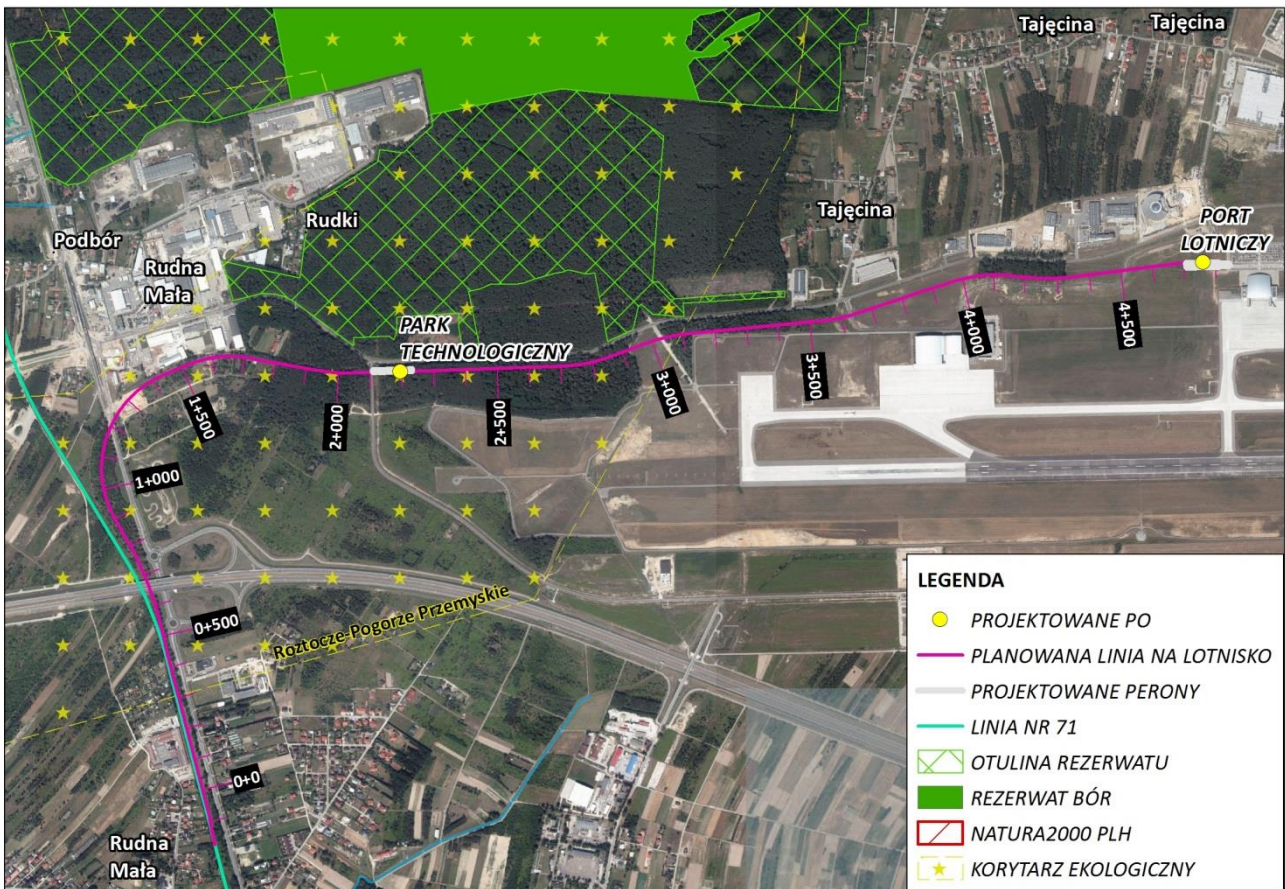 Tajęcina
Tajęcina
Tajęcina
PORT
LOTNICZY
Podbór
Rudki
Rudna
Mała
PARK
TECHNOLOGICZNY
4+500
4+000
3+500
3+000
2+500
2+000
1+500
1+000
0+500
0+0
Roztocze-Pogorze Przemyskie
Rudna
Mała
LEGENDA
PROJEKTOWANE PO
PLANOWANA LINIA NA LOTNISKO
PROJEKTOWANE PERONY
LINIA NR 71
OTULINA REZERWATU
REZERWAT BÓR
NATURA2000 PLH
KORYTARZ EKOLOGICZNY